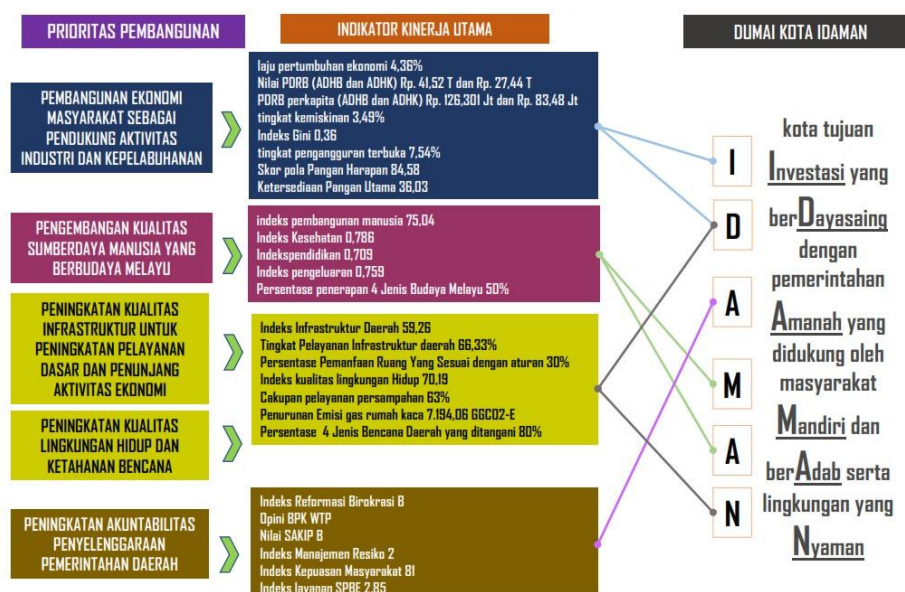 PRIORITAS PEMBANGUNAN
INDIKATOR KINERJA UTAMA
DUMAI KOTA IDAMAN
PEMBANGUNAN EKONOMI
MASYARAKAT SEBAGAI
PENDUKUNG AKTIVITAS
INDUSTRI DAN KEPELABUHANAN
laju pertumbuhan ekonomi 4,36%
Nilai PDRB (ADHB dan ADHK) Rp. 41,52 T dan Rp. 27,44 T
PDRB perkapita (ADHB dan ADHK) Rp. 126,301 Jt dan Rp. 83,48 Jt
tingkat kemiskinan 3,49%
Indeks Gini 0,36
tingkat pengangguran terbuka 7,54%
Skor pola Pangan Harapan 84,58
Ketersediaan Pangan Utama 36,03
PENGEMBANGAN KUALITAS
SUMBERDAYA MANUSIA YANG
BERBUDAYA MELAYU
indeks pembangunan manusia 75,04
Indeks Kesehatan 0,786
Indekspendidikan 0,709
Indeks pengeluaran 0,759
Persentase penerapan 4 Jenis Budaya Melayu 50%
PENINGKATAN KUALITAS
INFRASTRUKTUR UNTUK
PENINGKATAN PELAYANAN
DASAR DAN PENUNJANG
AKTIVITAS EKONOMI
PENINGKATAN KUALITAS
LINGKUNGAN HIDUP DAN
KETAHANAN BENCANA
Indeks Infrastruktur Daerah 59,26
Tingkat Pelayanan Infrastruktur daerah 66,33%
Persentase Pemanfaan Ruang Yang Sesuai dengan aturan 30%
Indeks kualitas lingkungan Hidup 70,19
Cakupan pelayanan persampahan 63%
Penurunan Emisi gas rumah kaca 7.194,06 GGCO2-E
Persentase 4 Jenis Bencana Daerah yang ditangani 80%
PENINGKATAN AKUNTABILITAS
PENYELENGGARAAN
PEMERINTAHAN DAERAH
Indeks Reformasi Birokrasi B
Opini BPK WTP
Nilai SAKIP B
Indeks Manajemen Resiko 2
Indeks Kepuasan Masyarakat 81
Indeks layanan SPBE 2,85
I
D
A
M
A
N
kota tujuan
Investasi yang
berDayasaing
dengan
pemerintahan
Amanah yang
didukung oleh
masyarakat
Mandiri dan
berAdab serta
lingkungan yang
Nyaman